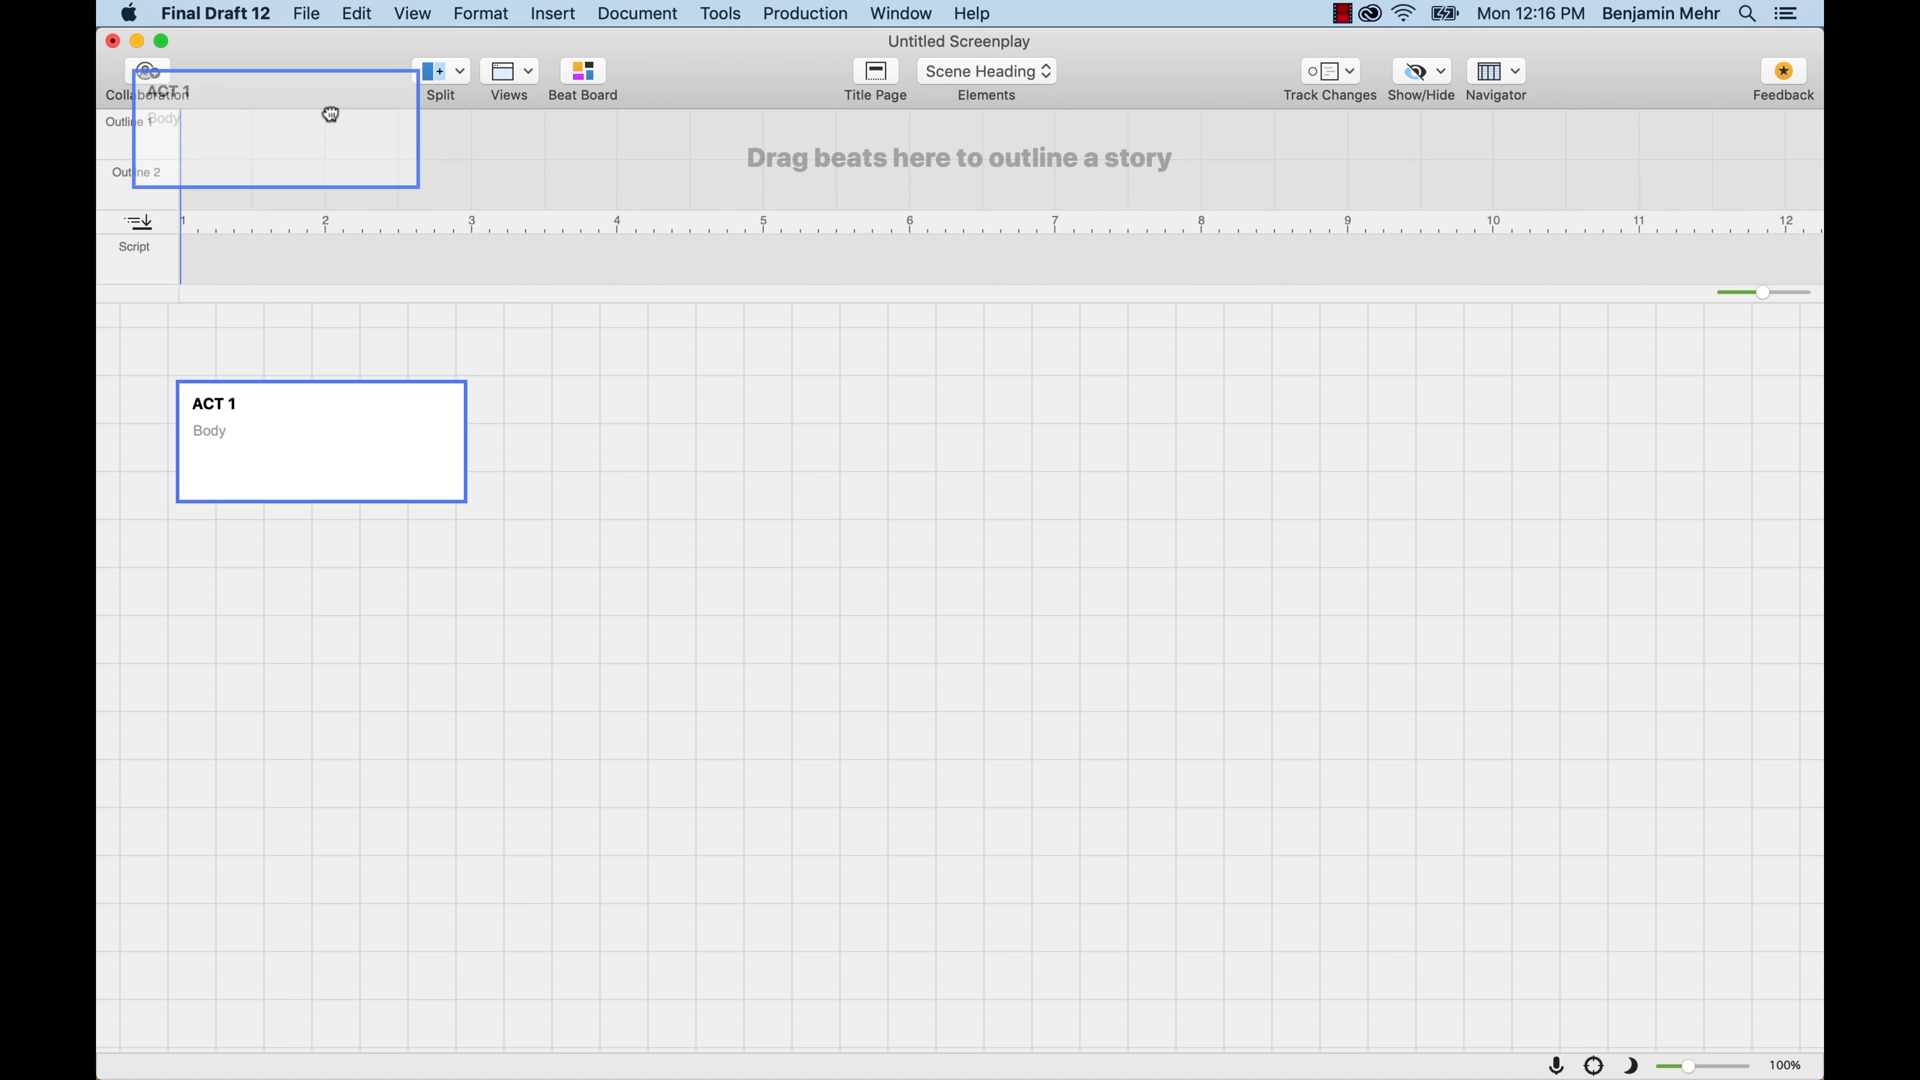 Final Draft 12 File Edit View Format Insert Document Tools Production Window Help Mon 12:16 PM Benjamin Mehr
Untitled Screenplay
Scene Heading
Collaboration Split Views Beat Board Title Page Elements Track Changes Show/Hide Navigator Feedback
ACT 1
Outline 1 Body
Drag beats here to outline a story
Outline 2
1 2 3 4 5 6 7 8 9 10 11 12
Script
ACT 1
Body
100%